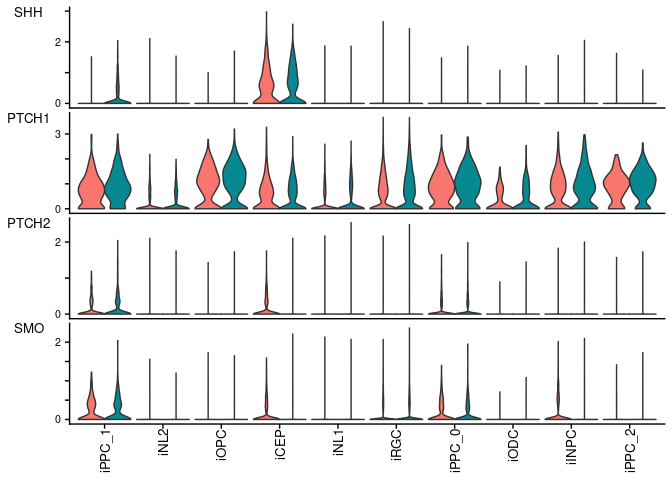 SHH
2
0
PTCH1
3
0
PTCH2
2
0
SMO
2
0
iPPC_1
iNL2
iOPC
iCEP
iNL1
iRGC
iPPC_0
iODC
iINPC
iPPC_2